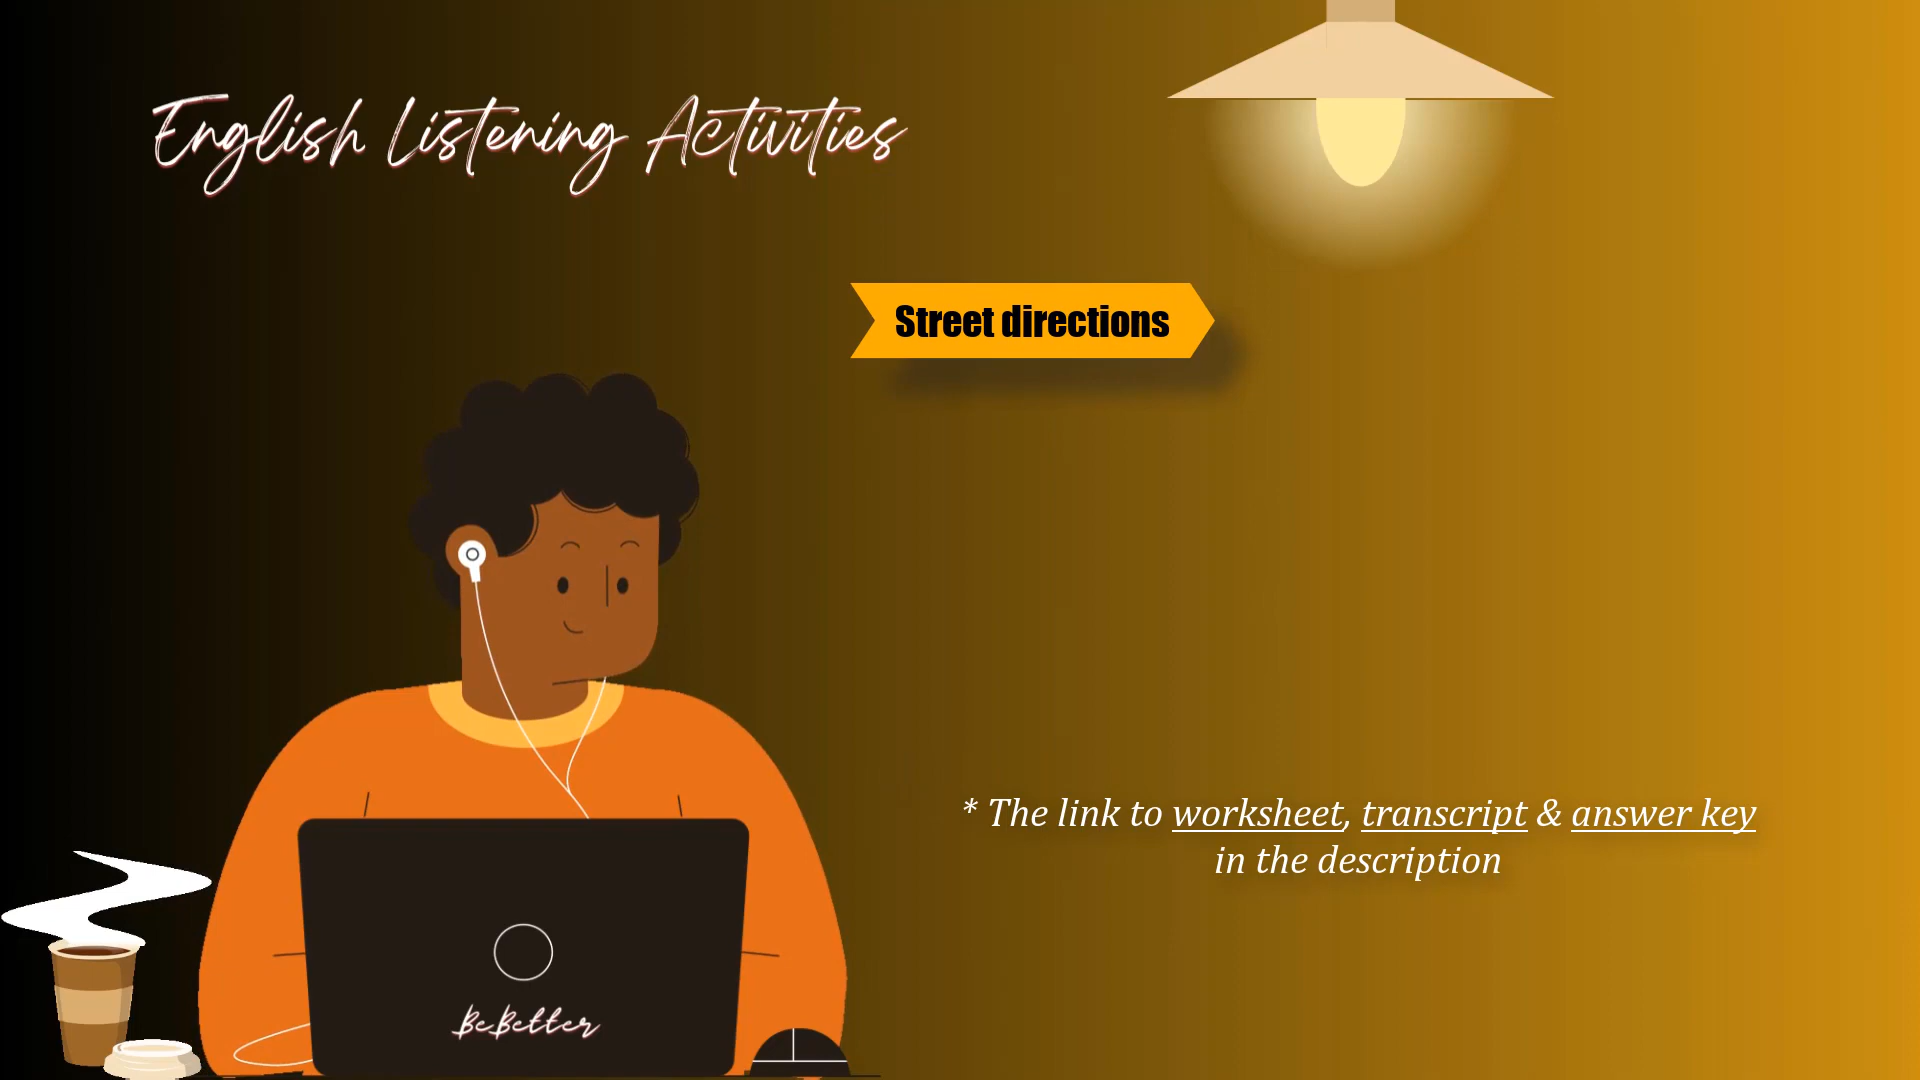 English Listening Activities
Street directions
* The link to worksheet, transcript & answer key
in the description
BeBetter